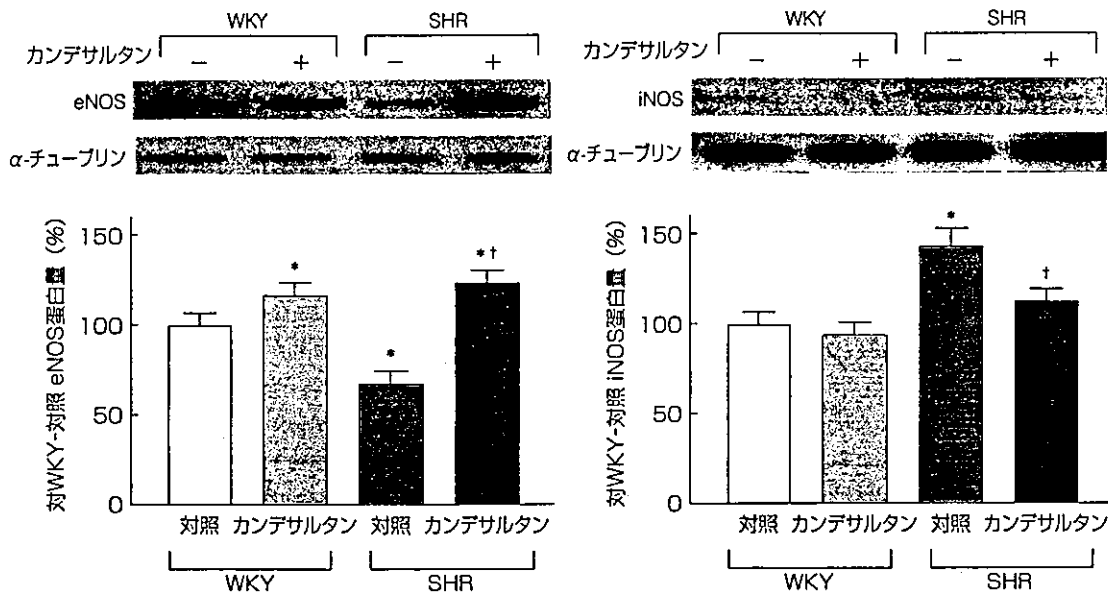 WKY SHR
カンデサルタン − + − +
eNOS
α-チューブリン
対WKY-対照 eNOS蛋白量 (%)
150
100
50
0
*
*
*†
対照 カンデサルタン 対照 カンデサルタン
WKY SHR
WKY SHR
カンデサルタン − + − +
iNOS
α-チューブリン
対WKY-対照 iNOS蛋白量 (%)
150
100
50
0
*
†
対照 カンデサルタン 対照 カンデサルタン
WKY SHR